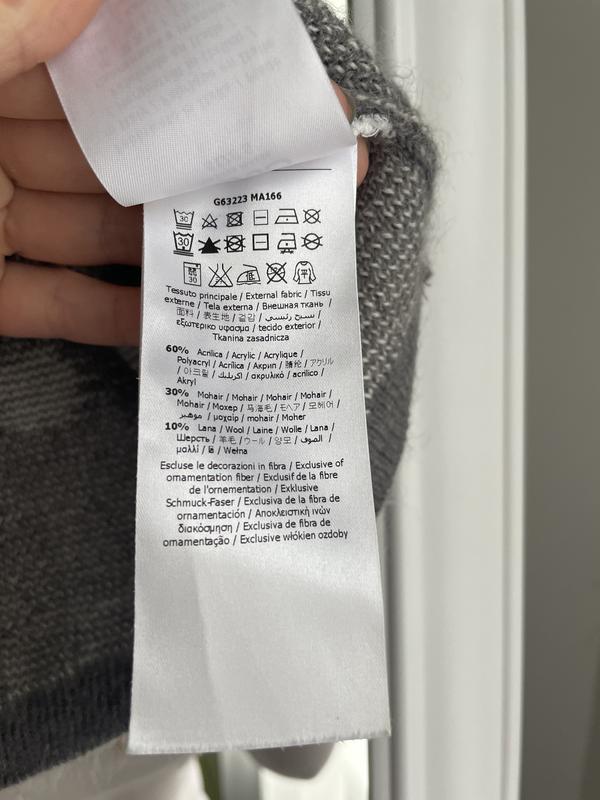 G63223 MA166
30
30
30
Tessuto principale / External fabric / Tissu
externe / Tela externa / Внешная ткань /
面料 / 表生地 / 겉감 / نسيج رئيسي /
εξωτερικο υφασμα / tecido exterior /
Tkanina zasadnicza
60% Acrilica / Acrylic / Acrylique /
Polyacryl / Acrílica / Акрил / 腈纶 / アクリル
/ 아크릴 / اكريليك / ακρυλικό / acrílico /
Akryl
30% Mohair / Mohair / Mohair / Mohair /
Mohair / Мохер / 马海毛 / モヘア / 모헤어 /
موهير / μοχαίρ / mohair / Moher
10% Lana / Wool / Laine / Wolle / Lana /
Шерсть / 羊毛 / ウール / 양모 / الصوف /
μαλλί / lã / Wełna
Escluse le decorazioni in fibra / Exclusive of
ornamentation fiber / Exclusif de la fibre
de l'ornementation / Exklusive
Schmuck-Faser / Exclusiva de la fibra de
ornamentación / Αποκλειστική ινών
διακόσμηση / Exclusiva de fibra de
ornamentação / Exclusive włókien ozdoby